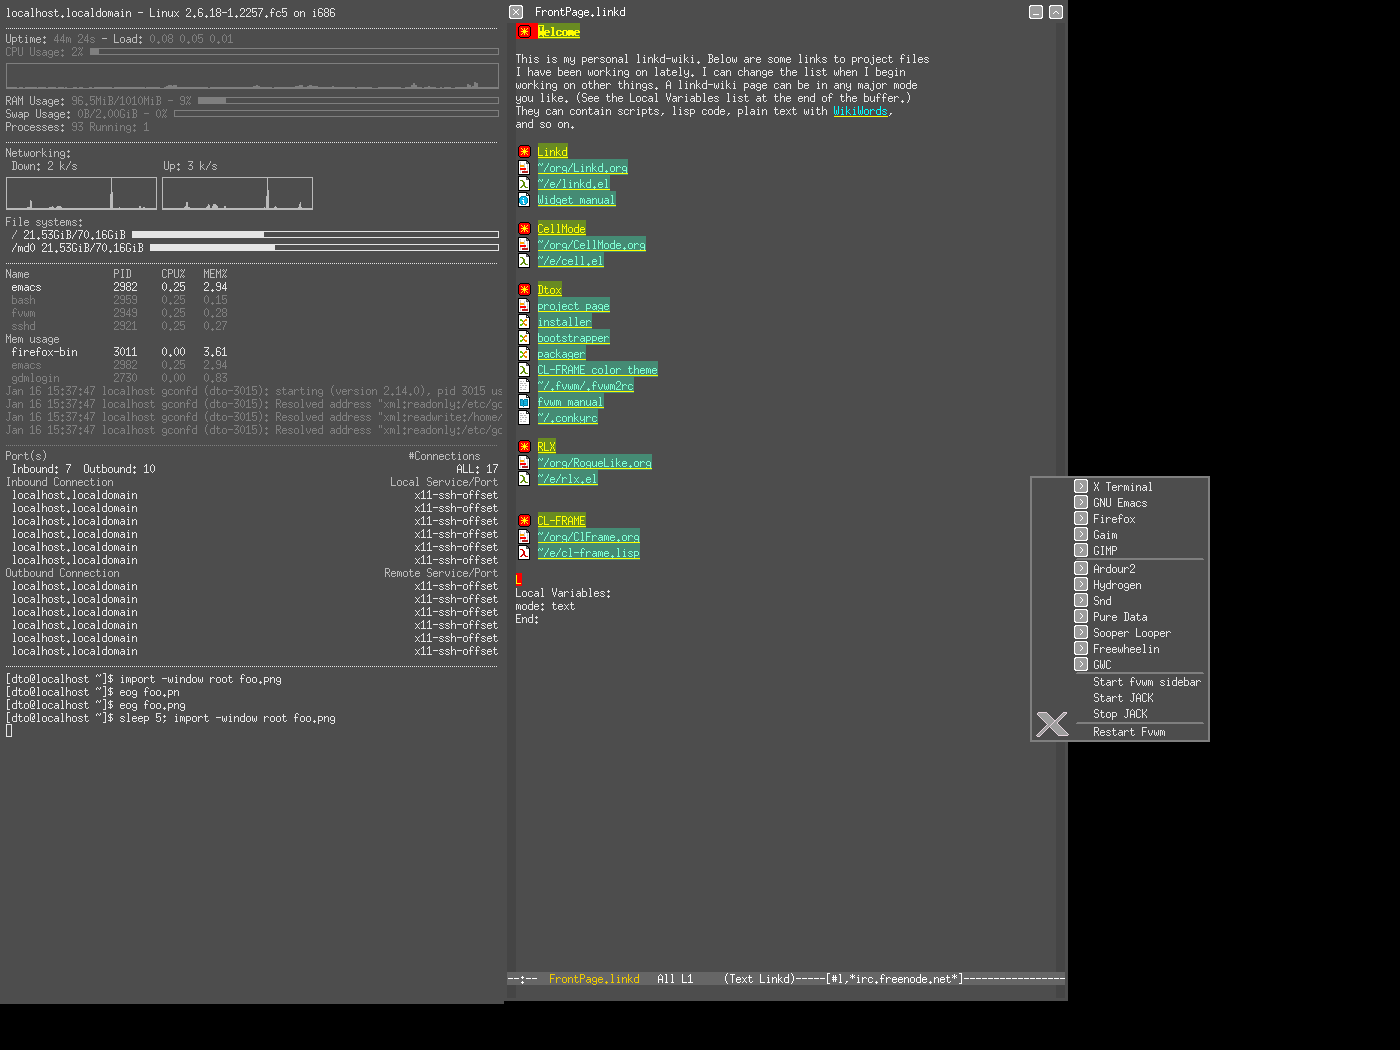 localhost.localdomain - Linux 2.6.18-1.2257.fc5 on i686
Uptime: 44m 24s - Load: 0.08 0.05 0.01
CPU Usage: 2%
RAM Usage: 96.5MiB/1010MiB - 9%
Swap Usage: 0B/2.00GiB - 0%
Processes: 93 Running: 1
Networking:
Down: 2 k/s Up: 3 k/s
File systems:
/ 21.53GiB/70.16GiB
/md0 21.53GiB/70.16GiB
Name PID CPU% MEM%
emacs 2982 0.25 2.94
bash 2959 0.25 0.15
fvwm 2949 0.25 0.28
sshd 2921 0.25 0.27
Mem usage
firefox-bin 3011 0.00 3.61
emacs 2982 0.25 2.94
gdmlogin 2730 0.00 0.83
Jan 16 15:37:47 localhost gconfd (dto-3015): starting (version 2.14.0), pid 3015 us
Jan 16 15:37:47 localhost gconfd (dto-3015): Resolved address "xml:readonly:/etc/gc
Jan 16 15:37:47 localhost gconfd (dto-3015): Resolved address "xml:readwrite:/home/
Jan 16 15:37:47 localhost gconfd (dto-3015): Resolved address "xml:readonly:/etc/gc
Port(s) #Connections
Inbound: 7 Outbound: 10 ALL: 17
Inbound Connection Local Service/Port
localhost.localdomain x11-ssh-offset
localhost.localdomain x11-ssh-offset
localhost.localdomain x11-ssh-offset
localhost.localdomain x11-ssh-offset
localhost.localdomain x11-ssh-offset
localhost.localdomain x11-ssh-offset
Outbound Connection Remote Service/Port
localhost.localdomain x11-ssh-offset
localhost.localdomain x11-ssh-offset
localhost.localdomain x11-ssh-offset
localhost.localdomain x11-ssh-offset
localhost.localdomain x11-ssh-offset
localhost.localdomain x11-ssh-offset
[dto@localhost ~]$ import -window root foo.png
[dto@localhost ~]$ eog foo.pn
[dto@localhost ~]$ eog foo.png
[dto@localhost ~]$ sleep 5; import -window root foo.png
FrontPage.linkd
Welcome
This is my personal linkd-wiki. Below are some links to project files
I have been working on lately. I can change the list when I begin
working on other things. A linkd-wiki page can be in any major mode
you like. (See the Local Variables list at the end of the buffer.)
They can contain scripts, lisp code, plain text with WikiWords,
and so on.
Linkd
~/org/Linkd.org
~/e/linkd.el
Widget manual
CellMode
~/org/CellMode.org
~/e/cell.el
Dtox
project page
installer
bootstrapper
packager
CL-FRAME color theme
~/.fvwm/.fvwm2rc
fvwm manual
~/.conkyrc
RLX
~/org/RogueLike.org
~/e/rlx.el
CL-FRAME
~/org/ClFrame.org
~/e/cl-frame.lisp
L
Local Variables:
mode: text
End:
--:-- FrontPage.linkd All L1 (Text Linkd)-----[#l,*irc.freenode.net*]-----------------
X Terminal
GNU Emacs
Firefox
Gaim
GIMP
Ardour2
Hydrogen
Snd
Pure Data
Sooper Looper
Freewheelin
GWC
Start fvwm sidebar
Start JACK
Stop JACK
Restart Fvwm